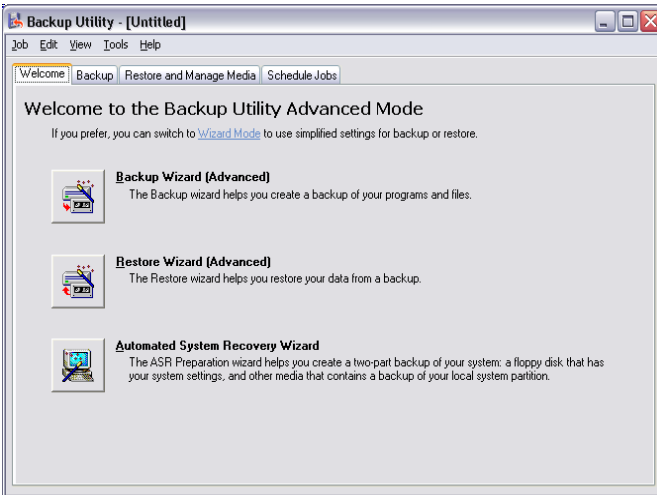 Backup Utility - [Untitled]
Job Edit View Tools Help
Welcome Backup Restore and Manage Media Schedule Jobs
Welcome to the Backup Utility Advanced Mode
If you prefer, you can switch to Wizard Mode to use simplified settings for backup or restore.
Backup Wizard (Advanced)
The Backup wizard helps you create a backup of your programs and files.
Restore Wizard (Advanced)
The Restore wizard helps you restore your data from a backup.
Automated System Recovery Wizard
The ASR Preparation wizard helps you create a two-part backup of your system: a floppy disk that has
your system settings, and other media that contains a backup of your local system partition.